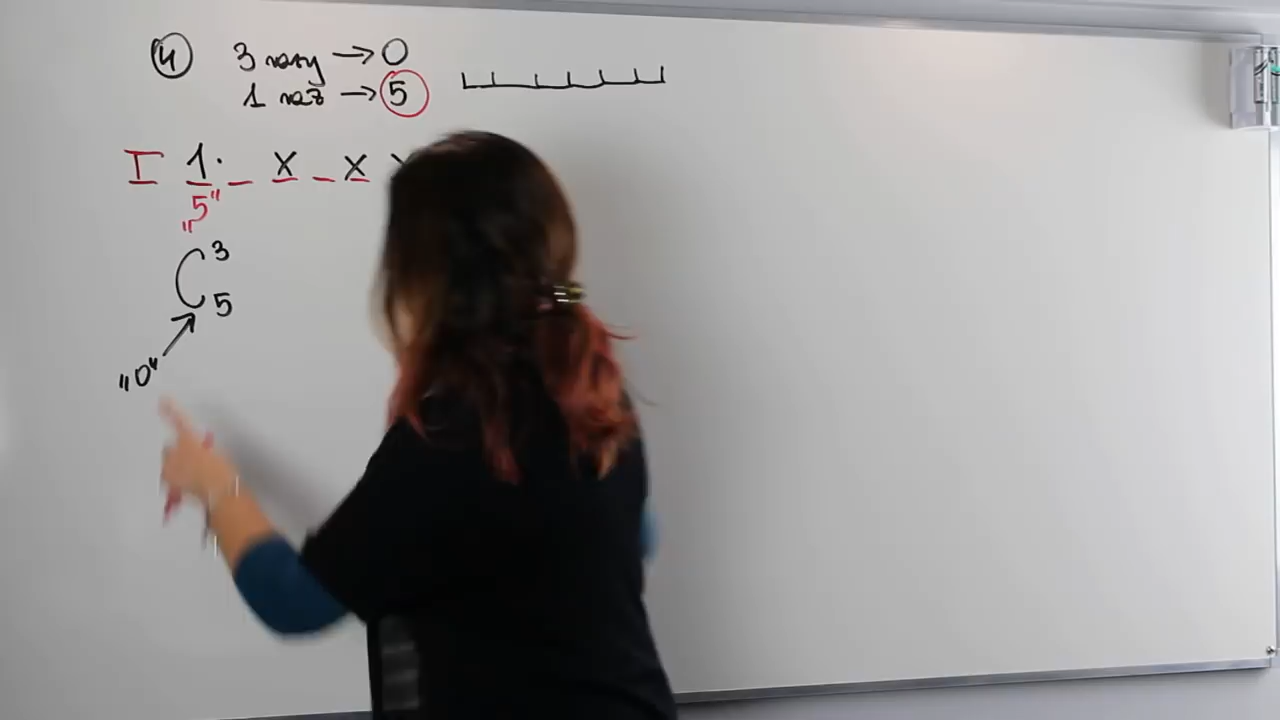 ④ 3 razy → 0
1 raz → 5
I 1. _ X _ X
„5"
C 3
5
„0"